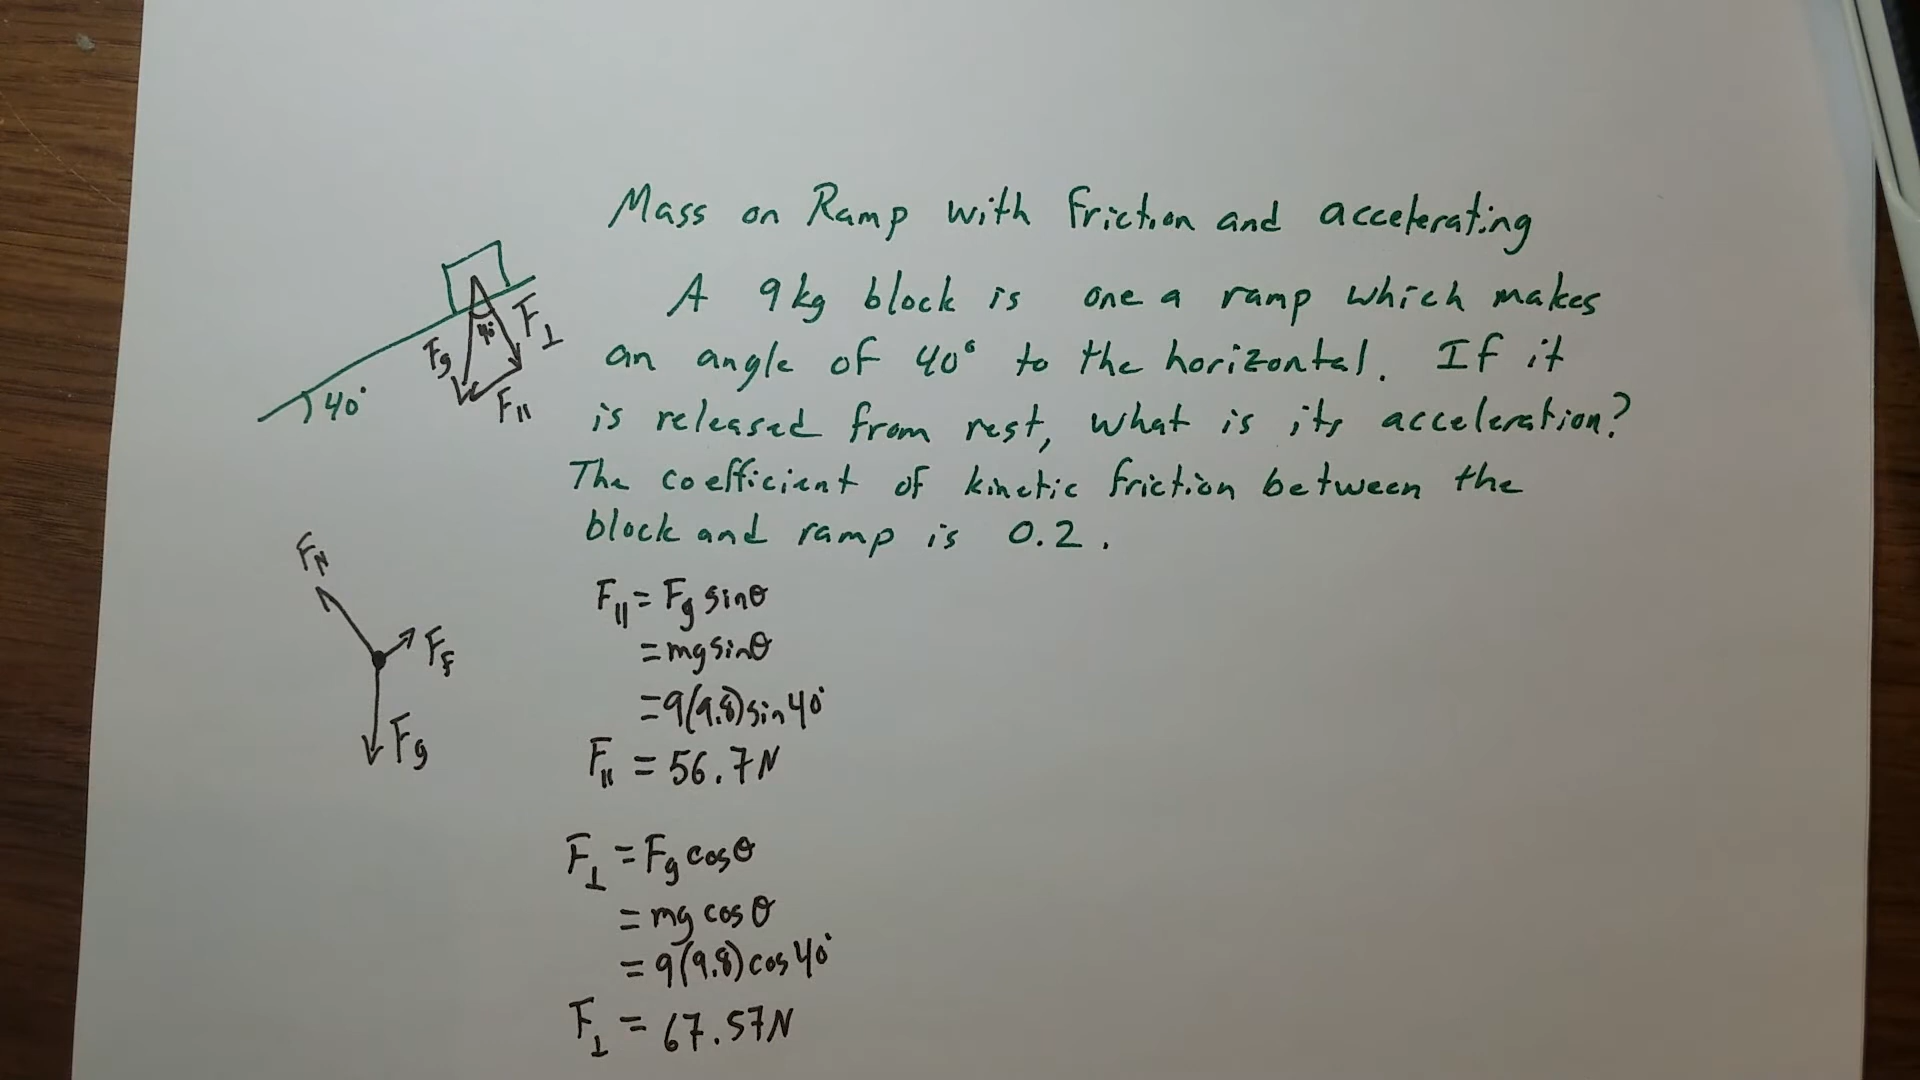 Mass on Ramp with friction and accelerating
A 9kg block is one a ramp which makes
an angle of 40° to the horizontal. If it
is released from rest, what is its acceleration?
The coefficient of kinetic friction between the
block and ramp is 0.2.
40°
40°
Fg
F⊥
F||
FN
Ff
Fg
F|| = Fg sinθ
= mg sinθ
= 9(9.8) sin 40°
F|| = 56.7N
F⊥ = Fg cosθ
= mg cos θ
= 9(9.8) cos 40°
F⊥ = 67.57N